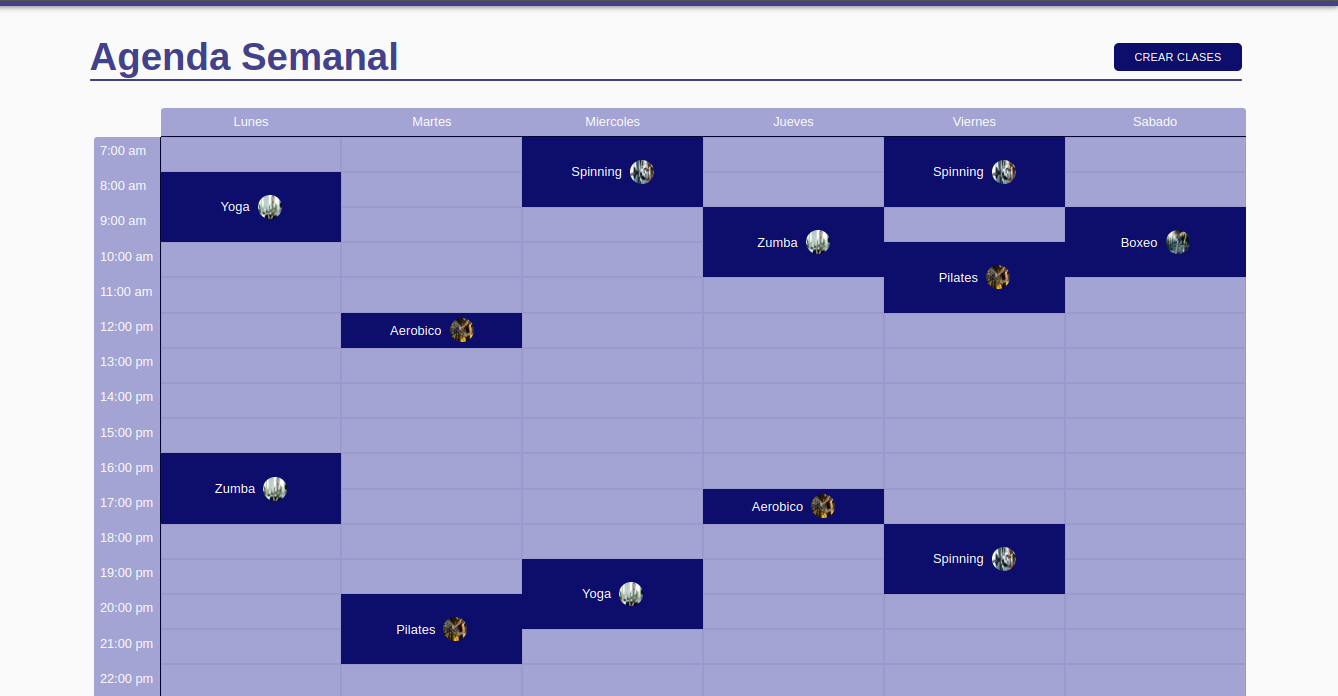 Agenda Semanal
CREAR CLASES
Lunes Martes Miercoles Jueves Viernes Sabado
7:00 am
Spinning Spinning
8:00 am
Yoga
9:00 am
Zumba Boxeo
10:00 am
Pilates
11:00 am
12:00 pm Aerobico
13:00 pm
14:00 pm
15:00 pm
16:00 pm
Zumba
17:00 pm Aerobico
18:00 pm
Spinning
19:00 pm
Yoga
20:00 pm
Pilates
21:00 pm
22:00 pm